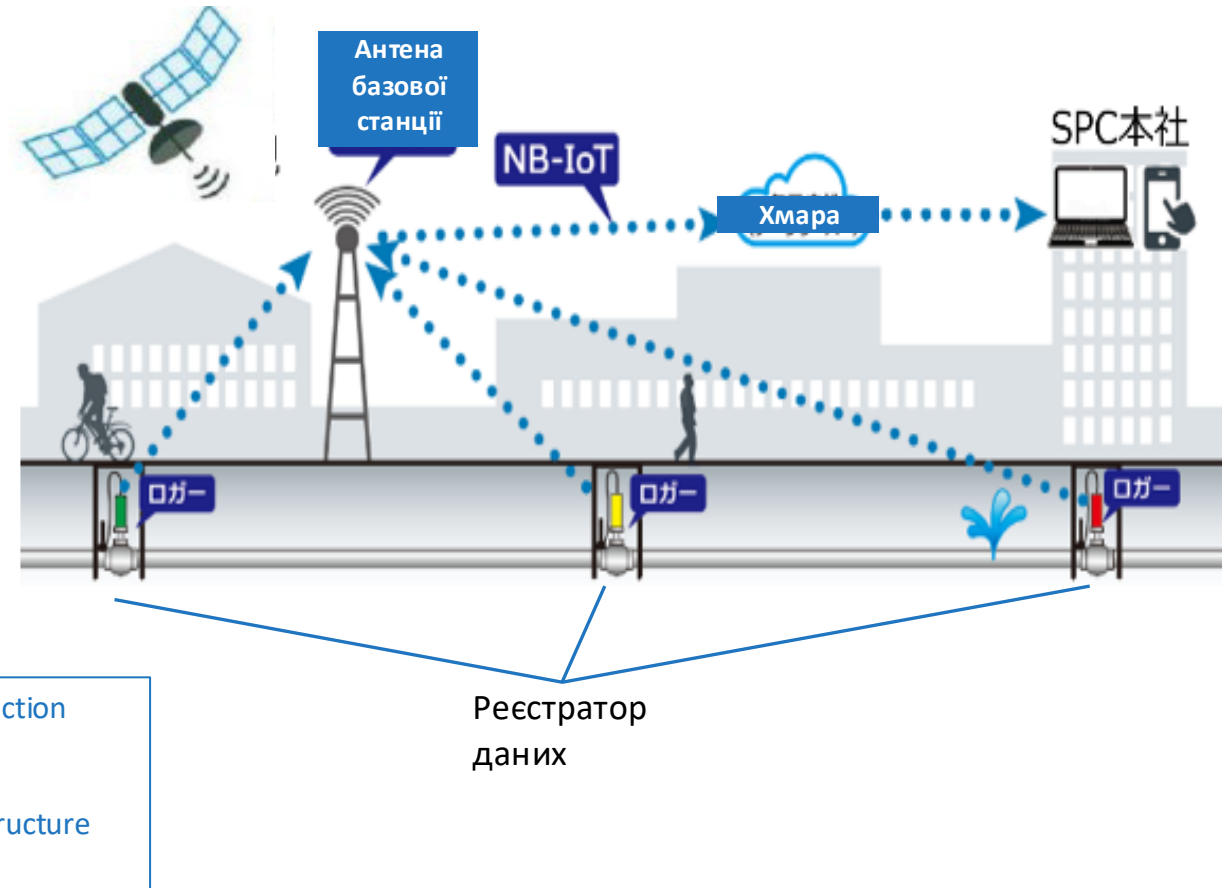 Антена
базової
станції
NB-IoT
SPC本社
Хмара
ロガー
ロガー
ロガー
Реєстратор
даних
ction
ructure